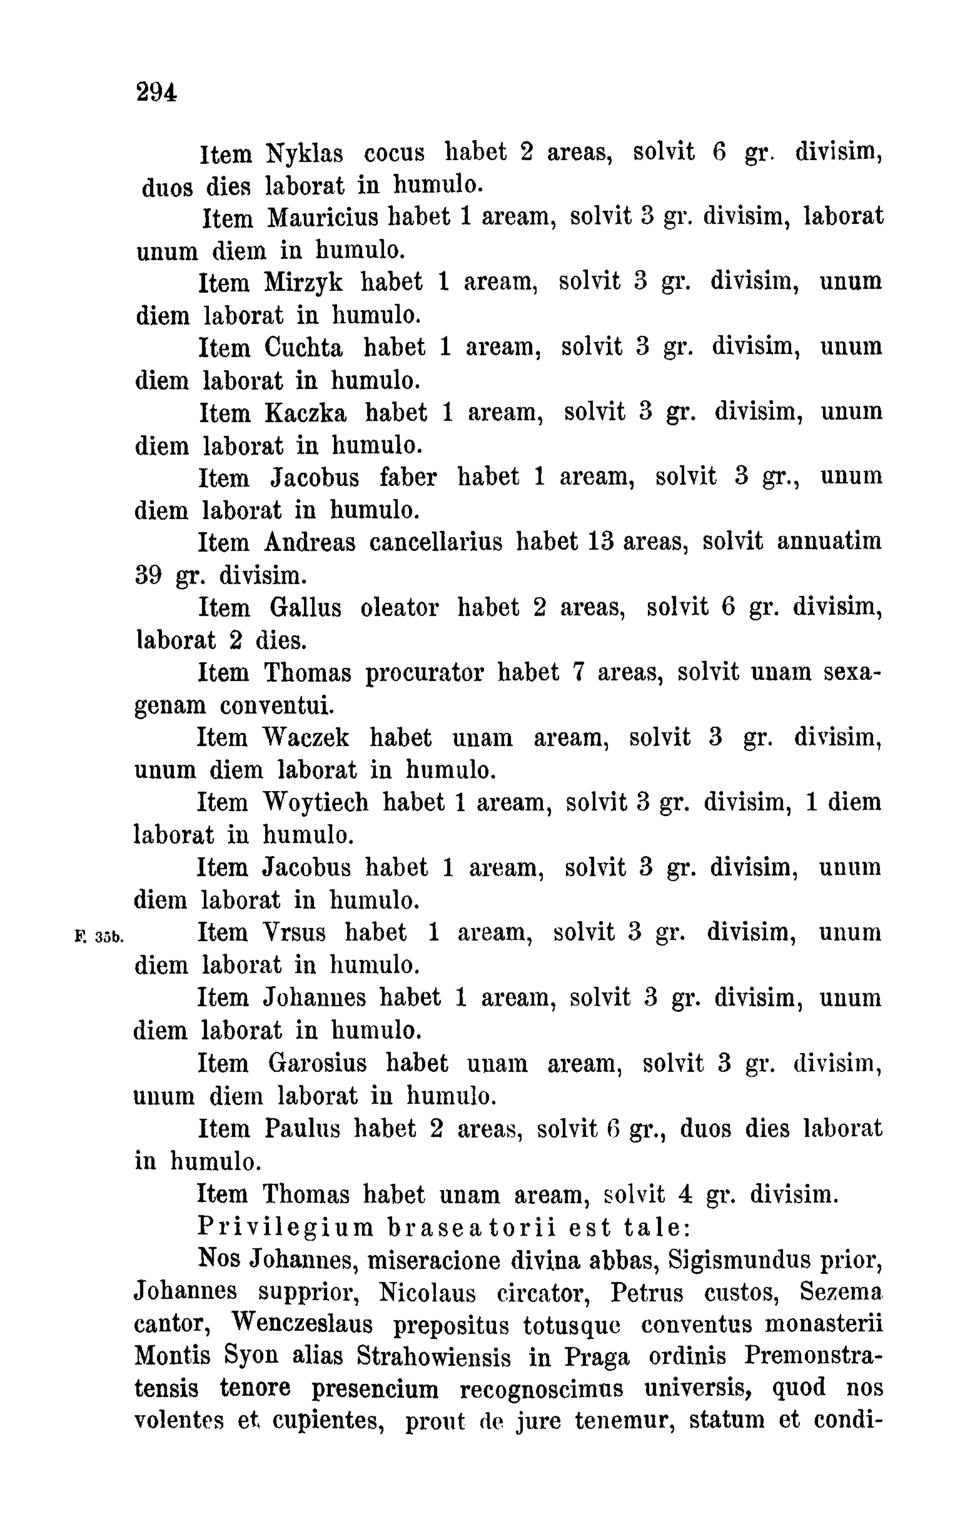 294
Item Nyklas cocus habet 2 areas, solvit 6 gr. divisim,
duos dies laborat in humulo.
Item Mauricius habet 1 aream, solvit 3 gr. divisim, laborat
unum diem in humulo.
Item Mirzyk habet 1 aream, solvit 3 gr. divisim, unum
diem laborat in humulo.
Item Cuchta habet 1 aream, solvit 3 gr. divisim, unum
diem laborat in humulo.
Item Kaczka habet 1 aream, solvit 3 gr. divisim, unum
diem laborat in humulo.
Item Jacobus faber habet 1 aream, solvit 3 gr., unum
diem laborat in humulo.
Item Andreas cancellarius habet 13 areas, solvit annuatim
39 gr. divisim.
Item Gallus oleator habet 2 areas, solvit 6 gr. divisim,
laborat 2 dies.
Item Thomas procurator habet 7 areas, solvit unam sexa-
genam conventui.
Item Waczek habet unam aream, solvit 3 gr. divisim,
unum diem laborat in humulo.
Item Woytiech habet 1 aream, solvit 3 gr. divisim, 1 diem
laborat in humulo.
Item Jacobus habet 1 aream, solvit 3 gr. divisim, unum
diem laborat in humulo.
F. 35b. Item Vrsus habet 1 aream, solvit 3 gr. divisim, unum
diem laborat in humulo.
Item Johannes habet 1 aream, solvit 3 gr. divisim, unum
diem laborat in humulo.
Item Garosius habet unam aream, solvit 3 gr. divisim,
unum diem laborat in humulo.
Item Paulus habet 2 areas, solvit 6 gr., duos dies laborat
in humulo.
Item Thomas habet unam aream, solvit 4 gr. divisim.
Privilegium braseatorii est tale:
Nos Johannes, miseracione divina abbas, Sigismundus prior,
Johannes supprior, Nicolaus circator, Petrus custos, Sezema
cantor, Wenczeslaus prepositus totusque conventus monasterii
Montis Syon alias Strahowiensis in Praga ordinis Premonstra-
tensis tenore presencium recognoscimus universis, quod nos
volentes et cupientes, prout de jure tenemur, statum et condi-